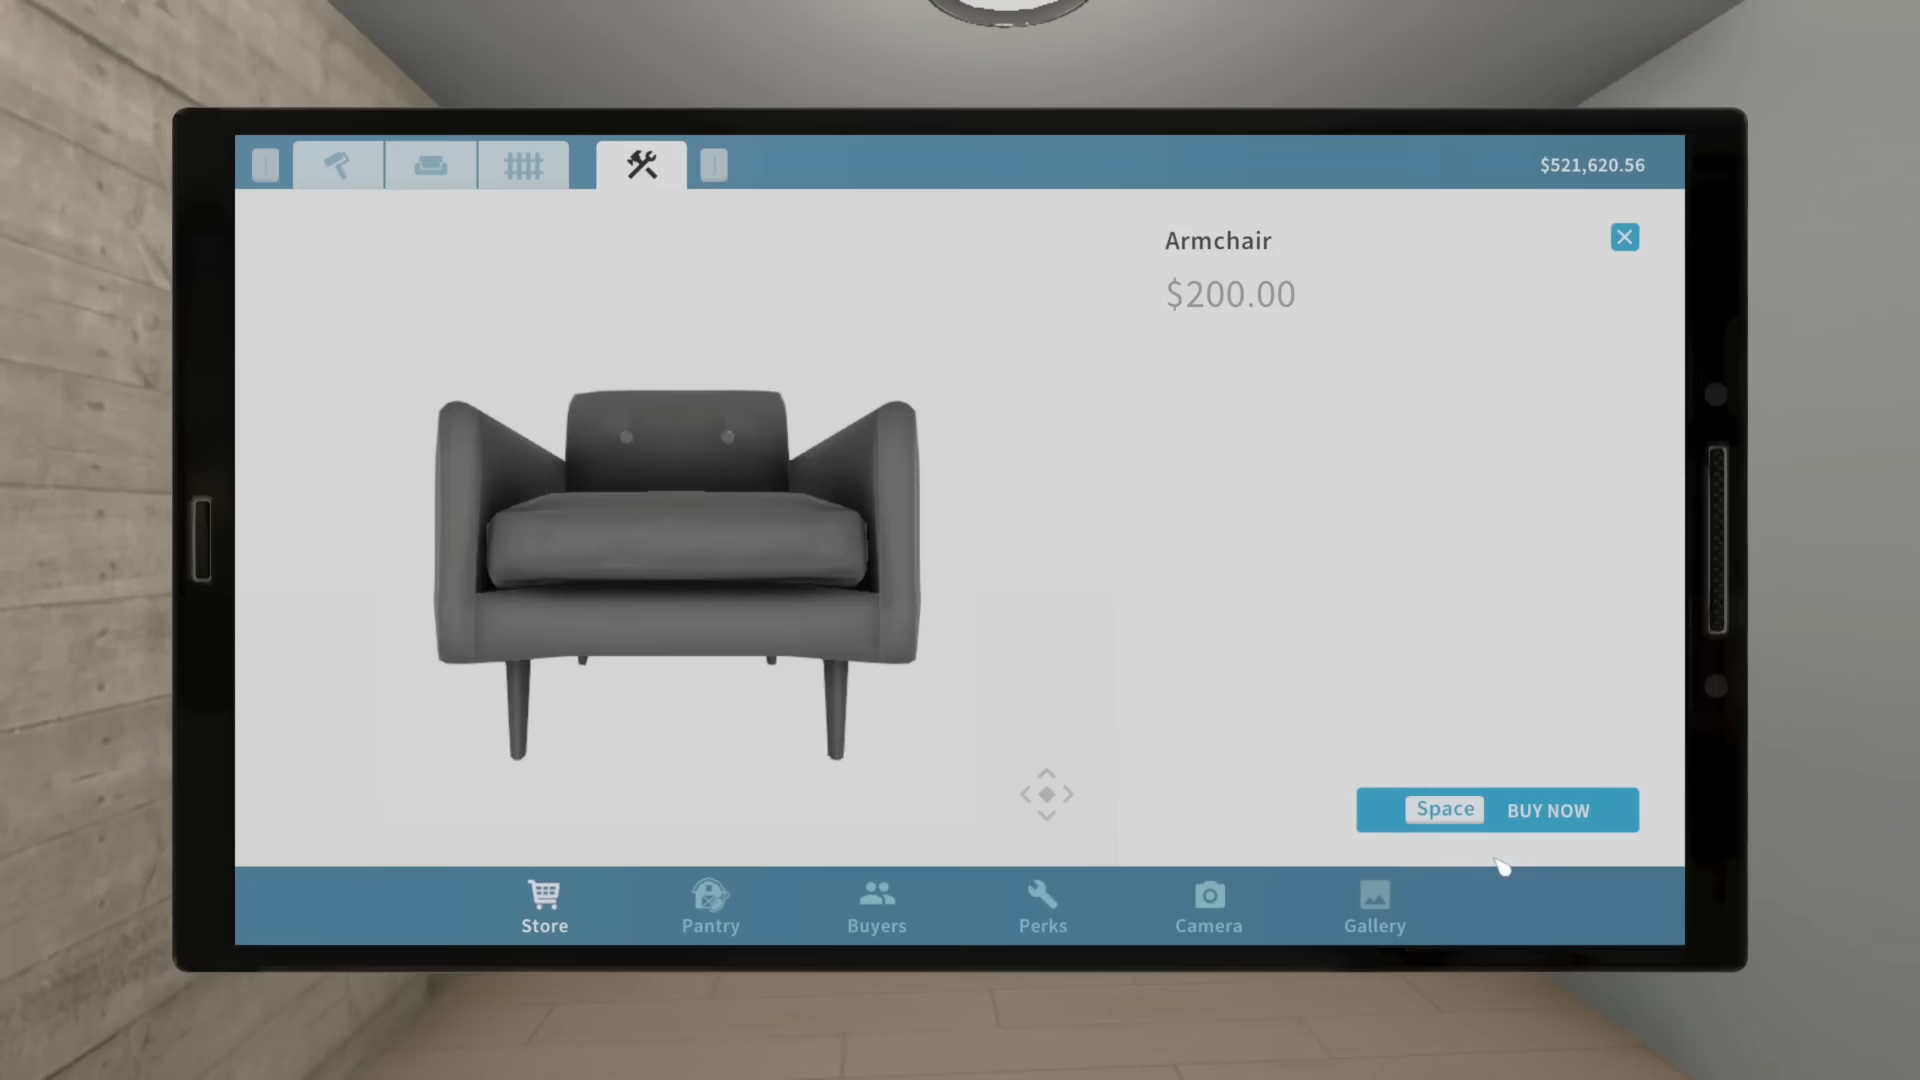 $521,620.56
Armchair
$200.00
Space BUY NOW
Store Pantry Buyers Perks Camera Gallery